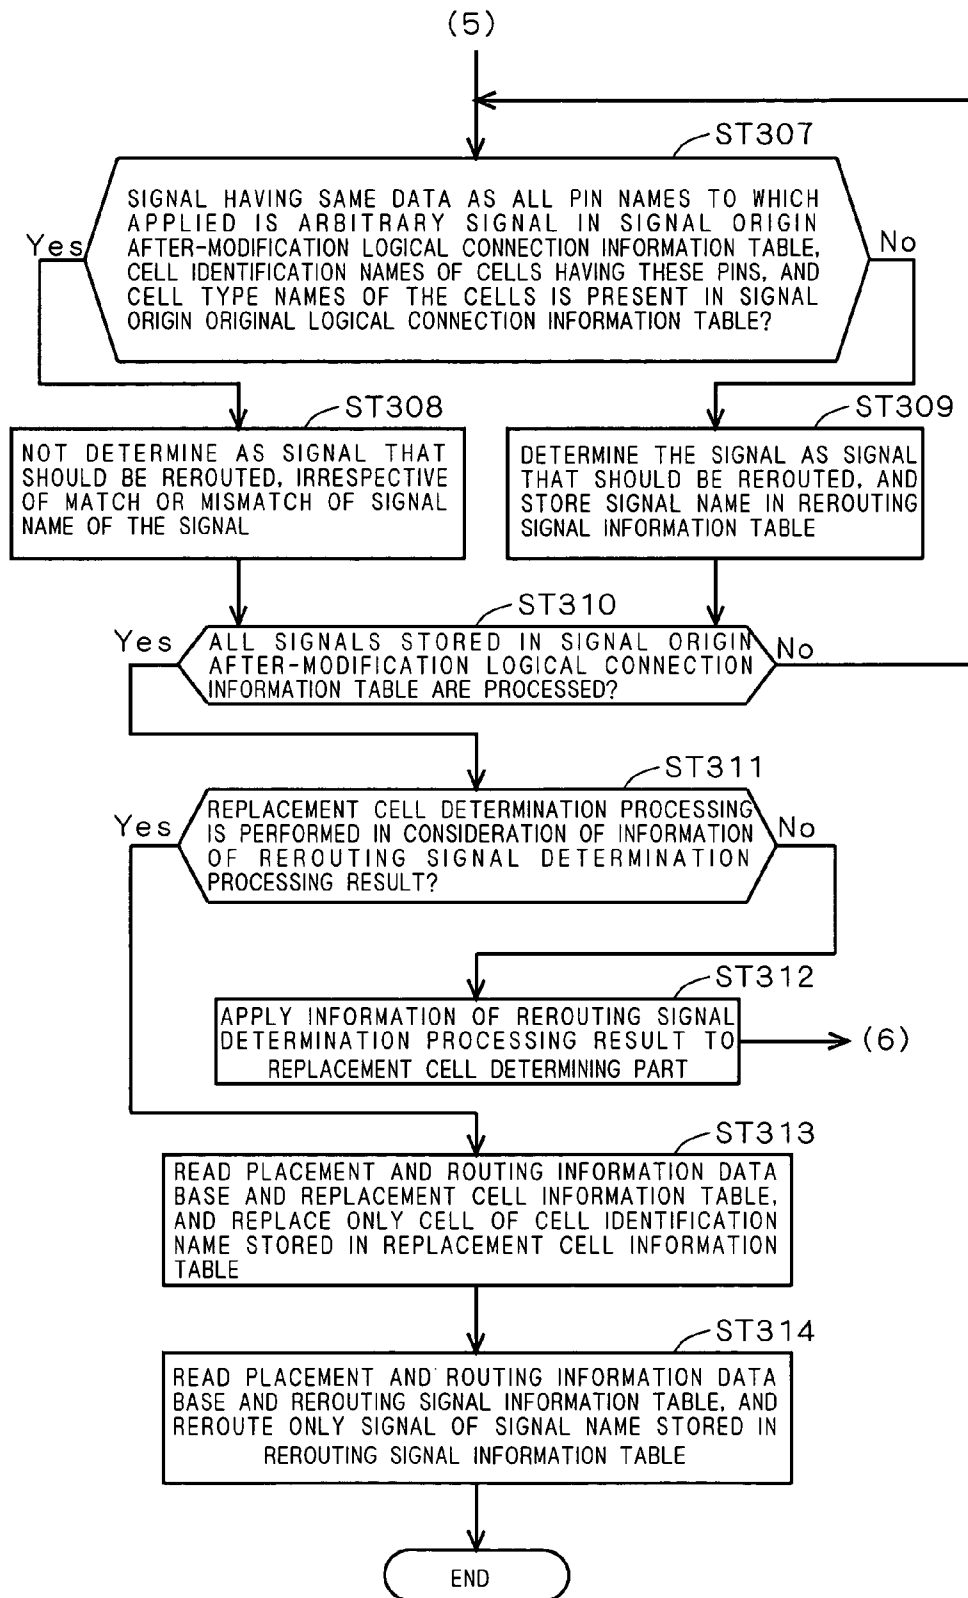 (5)
ST307
SIGNAL HAVING SAME DATA AS ALL PIN NAMES TO WHICH
APPLIED IS ARBITRARY SIGNAL IN SIGNAL ORIGIN
AFTER-MODIFICATION LOGICAL CONNECTION INFORMATION TABLE,
CELL IDENTIFICATION NAMES OF CELLS HAVING THESE PINS, AND
CELL TYPE NAMES OF THE CELLS IS PRESENT IN SIGNAL
ORIGIN ORIGINAL LOGICAL CONNECTION INFORMATION TABLE?
Yes
No
ST308
NOT DETERMINE AS SIGNAL THAT
SHOULD BE REROUTED, IRRESPECTIVE
OF MATCH OR MISMATCH OF SIGNAL
NAME OF THE SIGNAL
ST309
DETERMINE THE SIGNAL AS SIGNAL
THAT SHOULD BE REROUTED, AND
STORE SIGNAL NAME IN REROUTING
SIGNAL INFORMATION TABLE
ST310
Yes
ALL SIGNALS STORED IN SIGNAL ORIGIN
AFTER-MODIFICATION LOGICAL CONNECTION
INFORMATION TABLE ARE PROCESSED?
No
ST311
Yes
REPLACEMENT CELL DETERMINATION PROCESSING
IS PERFORMED IN CONSIDERATION OF INFORMATION
OF REROUTING SIGNAL DETERMINATION
PROCESSING RESULT?
No
ST312
APPLY INFORMATION OF REROUTING SIGNAL
DETERMINATION PROCESSING RESULT TO
REPLACEMENT CELL DETERMINING PART
(6)
ST313
READ PLACEMENT AND ROUTING INFORMATION DATA
BASE AND REPLACEMENT CELL INFORMATION TABLE,
AND REPLACE ONLY CELL OF CELL IDENTIFICATION
NAME STORED IN REPLACEMENT CELL INFORMATION
TABLE
ST314
READ PLACEMENT AND ROUTING INFORMATION DATA
BASE AND REROUTING SIGNAL INFORMATION TABLE, AND
REROUTE ONLY SIGNAL OF SIGNAL NAME STORED IN
REROUTING SIGNAL INFORMATION TABLE
END